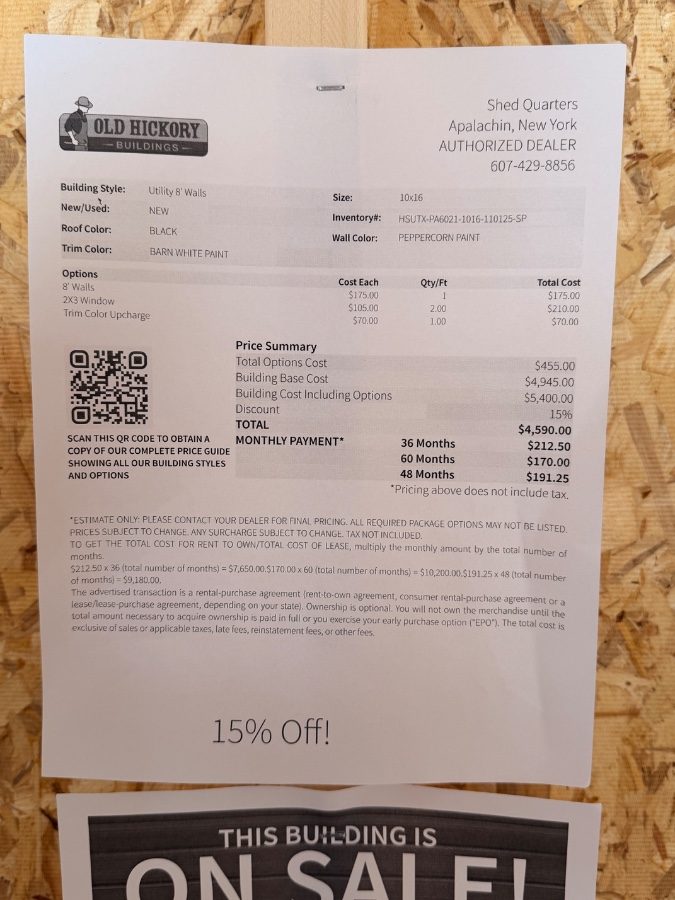 OLD HICKORY
BUILDINGS
Shed Quarters
Apalachin, New York
AUTHORIZED DEALER
607-429-8856
Building Style: Utility 8' Walls
Size: 10x16
New/Used: NEW
Inventory#: HSUTX-PA6021-1016-110125-SP
Roof Color: BLACK
Wall Color: PEPPERCORN PAINT
Trim Color: BARN WHITE PAINT
Options Cost Each Qty/Ft Total Cost
8' Walls $175.00 1 $175.00
2X3 Window $105.00 2.00 $210.00
Trim Color Upcharge $70.00 1.00 $70.00
Price Summary
Total Options Cost $455.00
Building Base Cost $4,945.00
Building Cost Including Options $5,400.00
Discount 15%
TOTAL $4,590.00
MONTHLY PAYMENT* 36 Months $212.50
60 Months $170.00
48 Months $191.25
*Pricing above does not include tax.
SCAN THIS QR CODE TO OBTAIN A
COPY OF OUR COMPLETE PRICE GUIDE
SHOWING ALL OUR BUILDING STYLES
AND OPTIONS
*ESTIMATE ONLY: PLEASE CONTACT YOUR DEALER FOR FINAL PRICING. ALL REQUIRED PACKAGE OPTIONS MAY NOT BE LISTED.
PRICES SUBJECT TO CHANGE. ANY SURCHARGE SUBJECT TO CHANGE. TAX NOT INCLUDED.
TO GET THE TOTAL COST FOR RENT TO OWN/TOTAL COST OF LEASE, multiply the monthly amount by the total number of
months.
$212.50 x 36 (total number of months) = $7,650.00.$170.00 x 60 (total number of months) = $10,200.00.$191.25 x 48 (total number
of months) = $9,180.00.
The advertised transaction is a rental-purchase agreement (rent-to-own agreement, consumer rental-purchase agreement or a
lease/lease-purchase agreement, depending on your state). Ownership is optional. You will not own the merchandise until the
total amount necessary to acquire ownership is paid in full or you exercise your early purchase option ("EPO"). The total cost is
exclusive of sales or applicable taxes, late fees, reinstatement fees, or other fees.
15% Off!
THIS BUILDING IS
ON SALE!